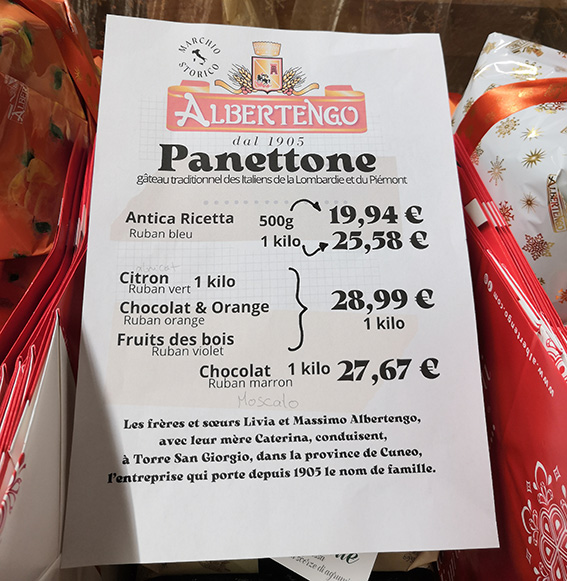 MARCHIO
STORICO
ALBERTENGO
dal 1905
Panettone
gâteau traditionnel des Italiens de la Lombardie et du Piémont
Antica Ricetta 500g 19,94 €
Ruban bleu 1 kilo 25,58 €
Citron 1 kilo
Ruban vert
Chocolat & Orange 28,99 €
Ruban orange 1 kilo
Fruits des bois
Ruban violet
Chocolat 1 kilo 27,67 €
Ruban marron
Moscato
Les frères et sœurs Livia et Massimo Albertengo,
avec leur mère Caterina, conduisent,
à Torre San Giorgio, dans la province de Cuneo,
l'entreprise qui porte depuis 1905 le nom de famille.
www.albertengo.com